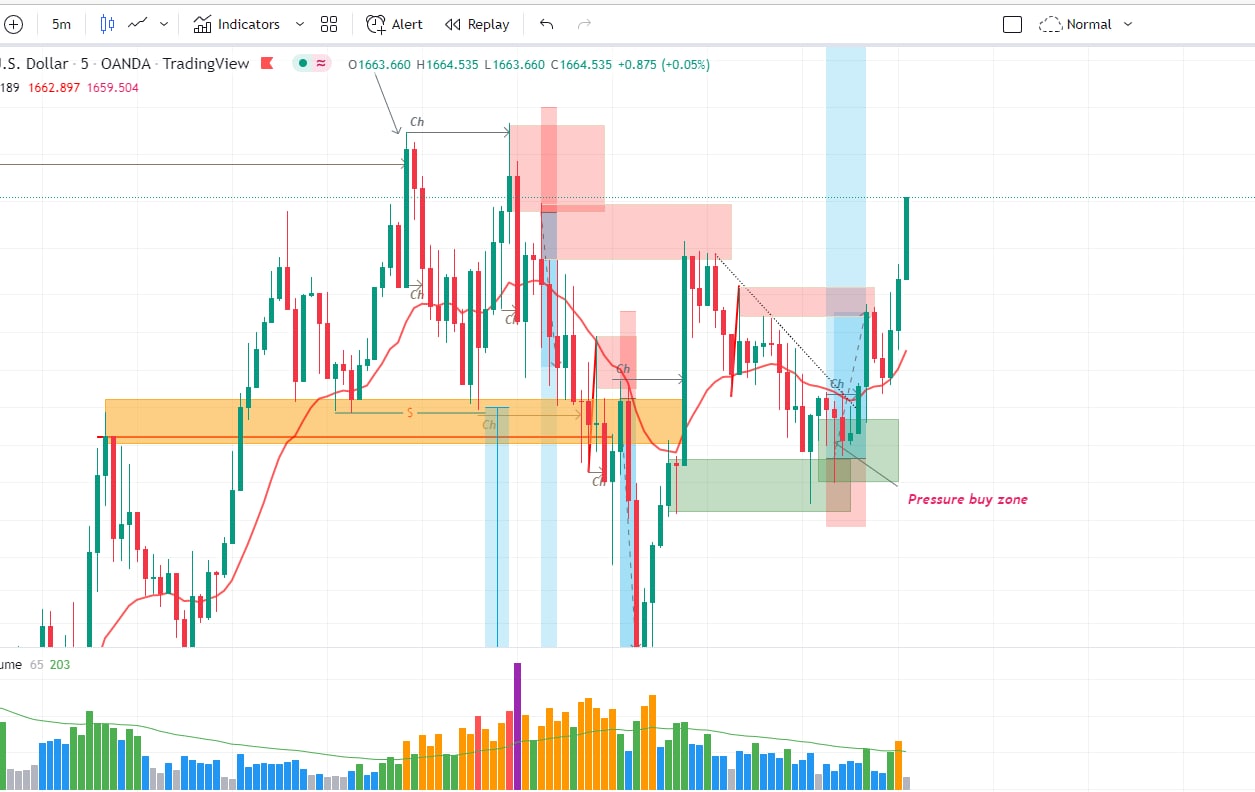 5m Indicators Alert Replay Normal
.S. Dollar · 5 · OANDA · TradingView O1663.660 H1664.535 L1663.660 C1664.535 +0.875 (+0.05%)
189 1662.897 1659.504
Ch
Ch
Ch
Ch
Ch
$
Ch
Ch
Pressure buy zone
ume 65 203